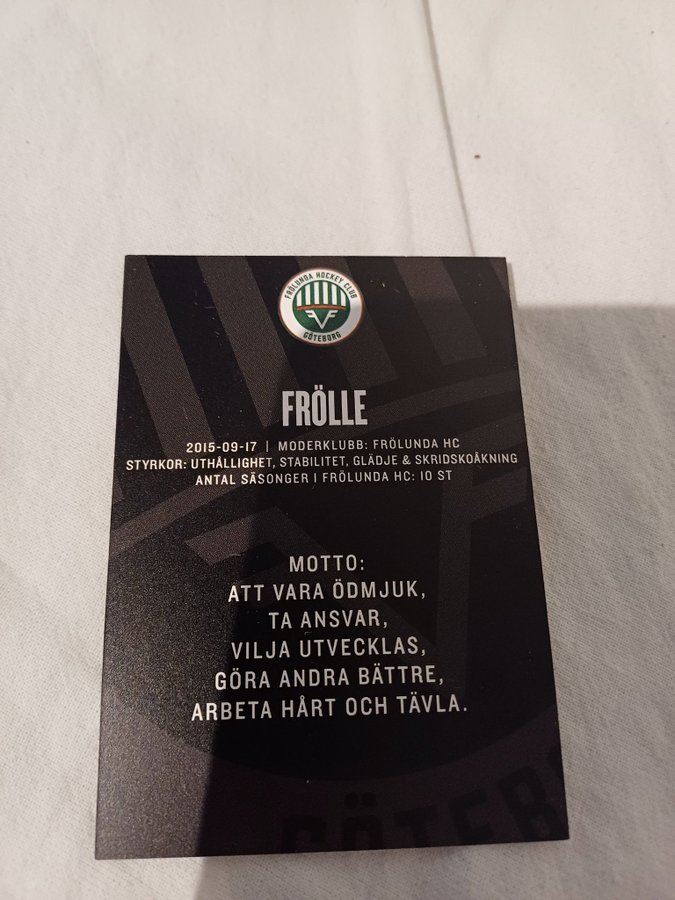 FRÖLUNDA HOCKEY CLUB
GÖTEBORG
FRÖLLE
2015-09-17 | MODERKLUBB: FRÖLUNDA HC
STYRKOR: UTHÅLLIGHET, STABILITET, GLÄDJE & SKRIDSKOÅKNING
ANTAL SÄSONGER I FRÖLUNDA HC: 10 ST
MOTTO:
ATT VARA ÖDMJUK,
TA ANSVAR,
VILJA UTVECKLAS,
GÖRA ANDRA BÄTTRE,
ARBETA HÅRT OCH TÄVLA.
GÖTEB